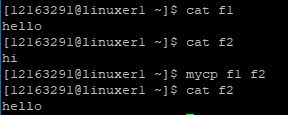 [12163291@linuxer1 ~]$ cat f1
hello
[12163291@linuxer1 ~]$ cat f2
hi
[12163291@linuxer1 ~]$ mycp f1 f2
[12163291@linuxer1 ~]$ cat f2
hello